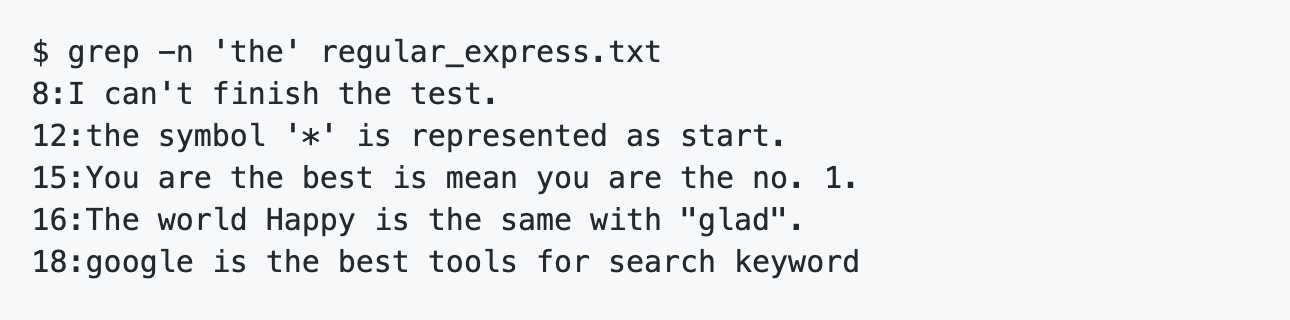 $ grep -n 'the' regular_express.txt
8:I can't finish the test.
12:the symbol '*' is represented as start.
15:You are the best is mean you are the no. 1.
16:The world Happy is the same with "glad".
18:google is the best tools for search keyword